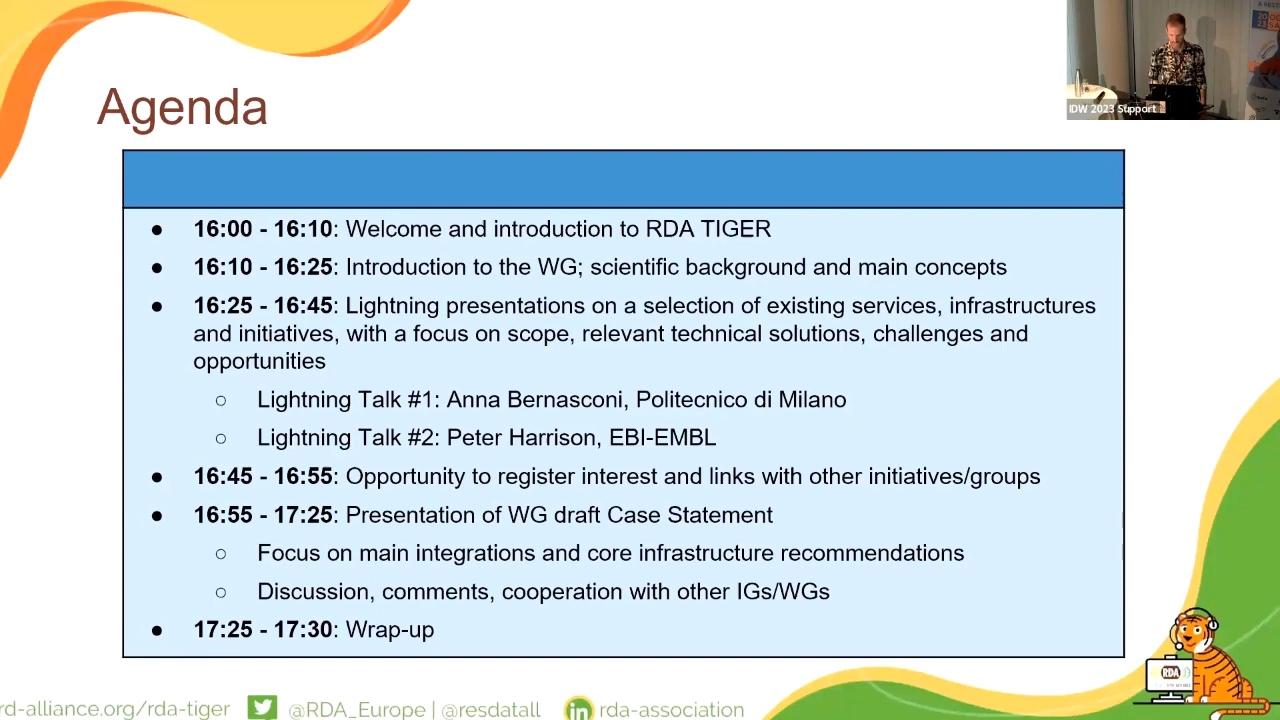 Agenda
IDW 2023 Support
● 16:00 - 16:10: Welcome and introduction to RDA TIGER
● 16:10 - 16:25: Introduction to the WG; scientific background and main concepts
● 16:25 - 16:45: Lightning presentations on a selection of existing services, infrastructures
and initiatives, with a focus on scope, relevant technical solutions, challenges and
opportunities
○ Lightning Talk #1: Anna Bernasconi, Politecnico di Milano
○ Lightning Talk #2: Peter Harrison, EBI-EMBL
● 16:45 - 16:55: Opportunity to register interest and links with other initiatives/groups
● 16:55 - 17:25: Presentation of WG draft Case Statement
○ Focus on main integrations and core infrastructure recommendations
○ Discussion, comments, cooperation with other IGs/WGs
● 17:25 - 17:30: Wrap-up
RDA
rd-alliance.org/rda-tiger @RDA_Europe | in rda-association